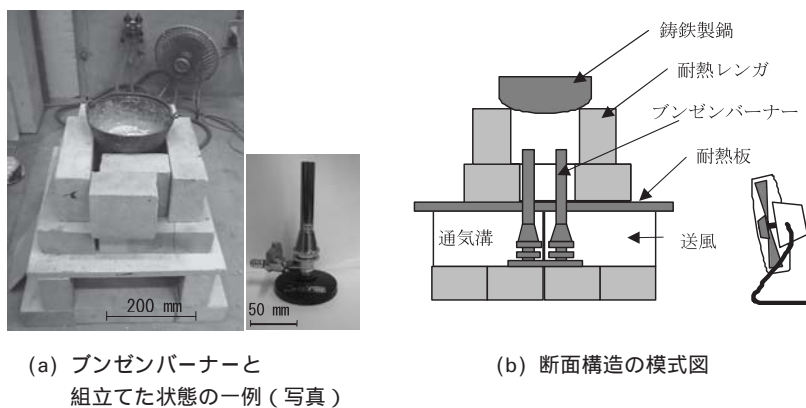 200 mm
50 mm
鋳鉄製鍋
耐熱レンガ
ブンゼンバーナー
耐熱板
通気溝
送風
(a) ブンゼンバーナーと
組立てた状態の一例（写真）
(b) 断面構造の模式図